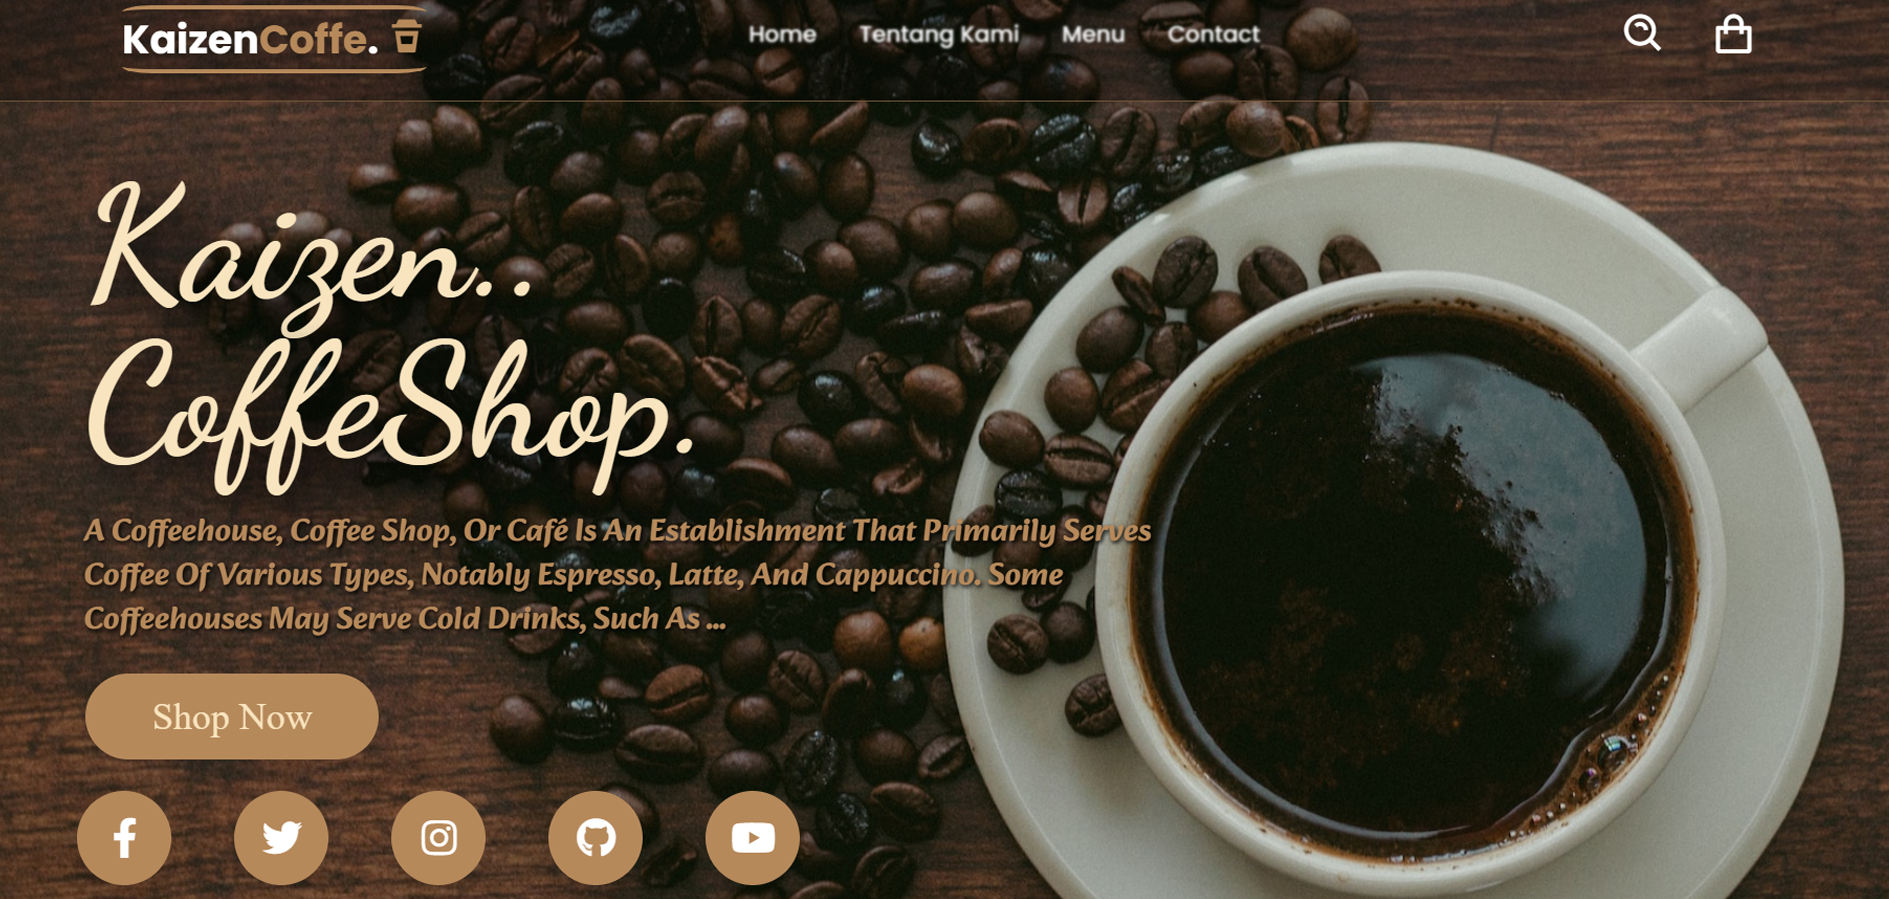 KaizenCoffe.
Home Tentang Kami Menu Contact
Kaizen..
CoffeShop.
A Coffeehouse, Coffee Shop, Or Café Is An Establishment That Primarily Serves
Coffee Of Various Types, Notably Espresso, Latte, And Cappuccino. Some
Coffeehouses May Serve Cold Drinks, Such As ...
Shop Now